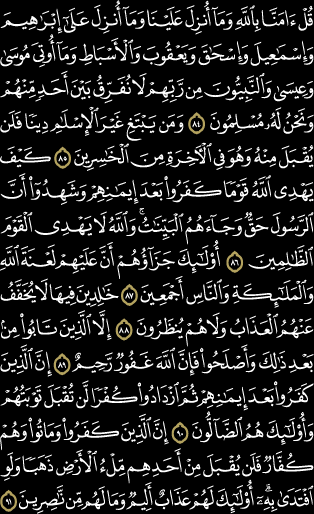 قُلْ ءَامَنَّا بِٱللَّهِ وَمَآ أُنزِلَ عَلَيْنَا وَمَآ أُنزِلَ عَلَىٰٓ إِبْرَٰهِيمَ
وَإِسْمَٰعِيلَ وَإِسْحَٰقَ وَيَعْقُوبَ وَٱلْأَسْبَاطِ وَمَآ أُوتِىَ مُوسَىٰ
وَعِيسَىٰ وَٱلنَّبِيُّونَ مِن رَّبِّهِمْ لَا نُفَرِّقُ بَيْنَ أَحَدٍ مِّنْهُمْ
وَنَحْنُ لَهُۥ مُسْلِمُونَ ٨٤ وَمَن يَبْتَغِ غَيْرَ ٱلْإِسْلَٰمِ دِينًا فَلَن
يُقْبَلَ مِنْهُ وَهُوَ فِى ٱلْءَاخِرَةِ مِنَ ٱلْخَٰسِرِينَ ٨٥ كَيْفَ
يَهْدِى ٱللَّهُ قَوْمًا كَفَرُوا۟ بَعْدَ إِيمَٰنِهِمْ وَشَهِدُوٓا۟ أَنَّ
ٱلرَّسُولَ حَقٌّ وَجَآءَهُمُ ٱلْبَيِّنَٰتُ ۚ وَٱللَّهُ لَا يَهْدِى ٱلْقَوْمَ
ٱلظَّٰلِمِينَ ٨٦ أُو۟لَٰٓئِكَ جَزَآؤُهُمْ أَنَّ عَلَيْهِمْ لَعْنَةَ ٱللَّهِ
وَٱلْمَلَٰٓئِكَةِ وَٱلنَّاسِ أَجْمَعِينَ ٨٧ خَٰلِدِينَ فِيهَا لَا يُخَفَّفُ
عَنْهُمُ ٱلْعَذَابُ وَلَا هُمْ يُنظَرُونَ ٨٨ إِلَّا ٱلَّذِينَ تَابُوا۟ مِنۢ
بَعْدِ ذَٰلِكَ وَأَصْلَحُوا۟ فَإِنَّ ٱللَّهَ غَفُورٌ رَّحِيمٌ ٨٩ إِنَّ ٱلَّذِينَ
كَفَرُوا۟ بَعْدَ إِيمَٰنِهِمْ ثُمَّ ٱزْدَادُوا۟ كُفْرًا لَّن تُقْبَلَ تَوْبَتُهُمْ
وَأُو۟لَٰٓئِكَ هُمُ ٱلضَّآلُّونَ ٩٠ إِنَّ ٱلَّذِينَ كَفَرُوا۟ وَمَاتُوا۟ وَهُمْ
كُفَّارٌ فَلَن يُقْبَلَ مِنْ أَحَدِهِم مِّلْءُ ٱلْأَرْضِ ذَهَبًا وَلَوِ
ٱفْتَدَىٰ بِهِۦٓ ۗ أُو۟لَٰٓئِكَ لَهُمْ عَذَابٌ أَلِيمٌ وَمَا لَهُم مِّن نَّٰصِرِينَ ٩١